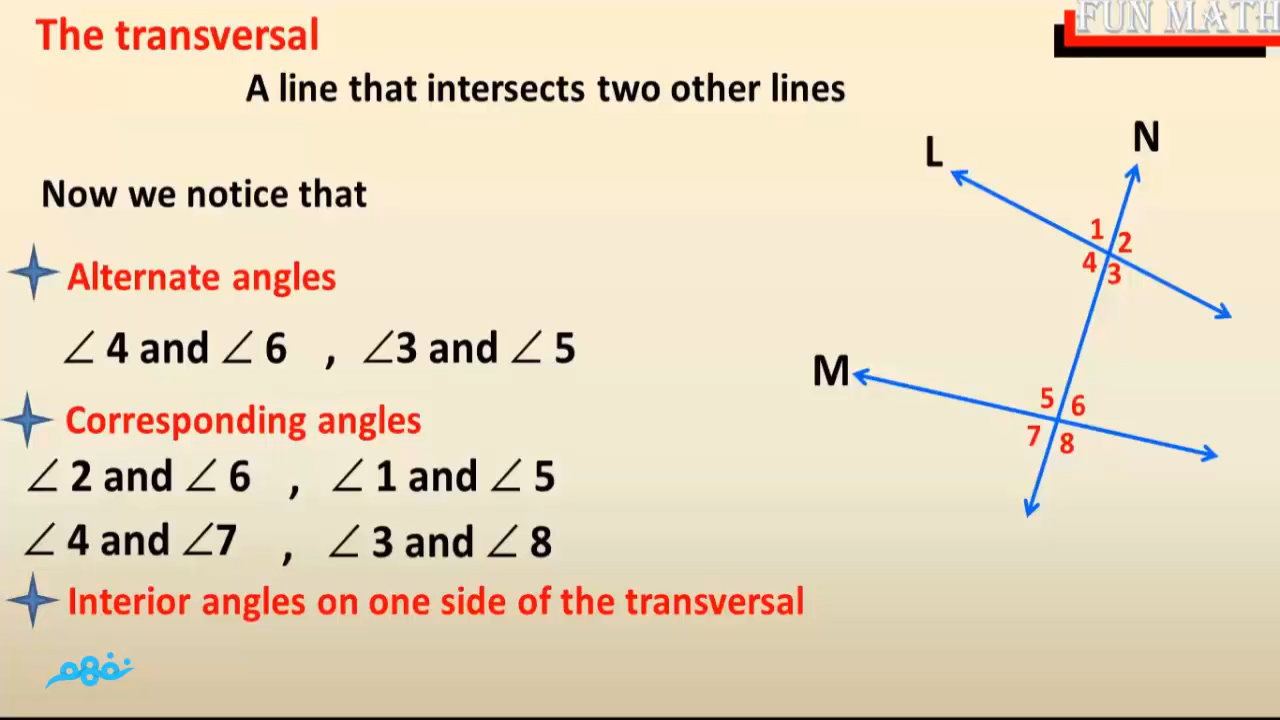 FUN MATH
The transversal
A line that intersects two other lines
Now we notice that
Alternate angles
∠ 4 and ∠ 6 , ∠3 and ∠ 5
Corresponding angles
∠ 2 and ∠ 6 , ∠ 1 and ∠ 5
∠ 4 and ∠7 , ∠ 3 and ∠ 8
Interior angles on one side of the transversal
نفهم
L
N
1 2
4 3
M
5 6
7 8